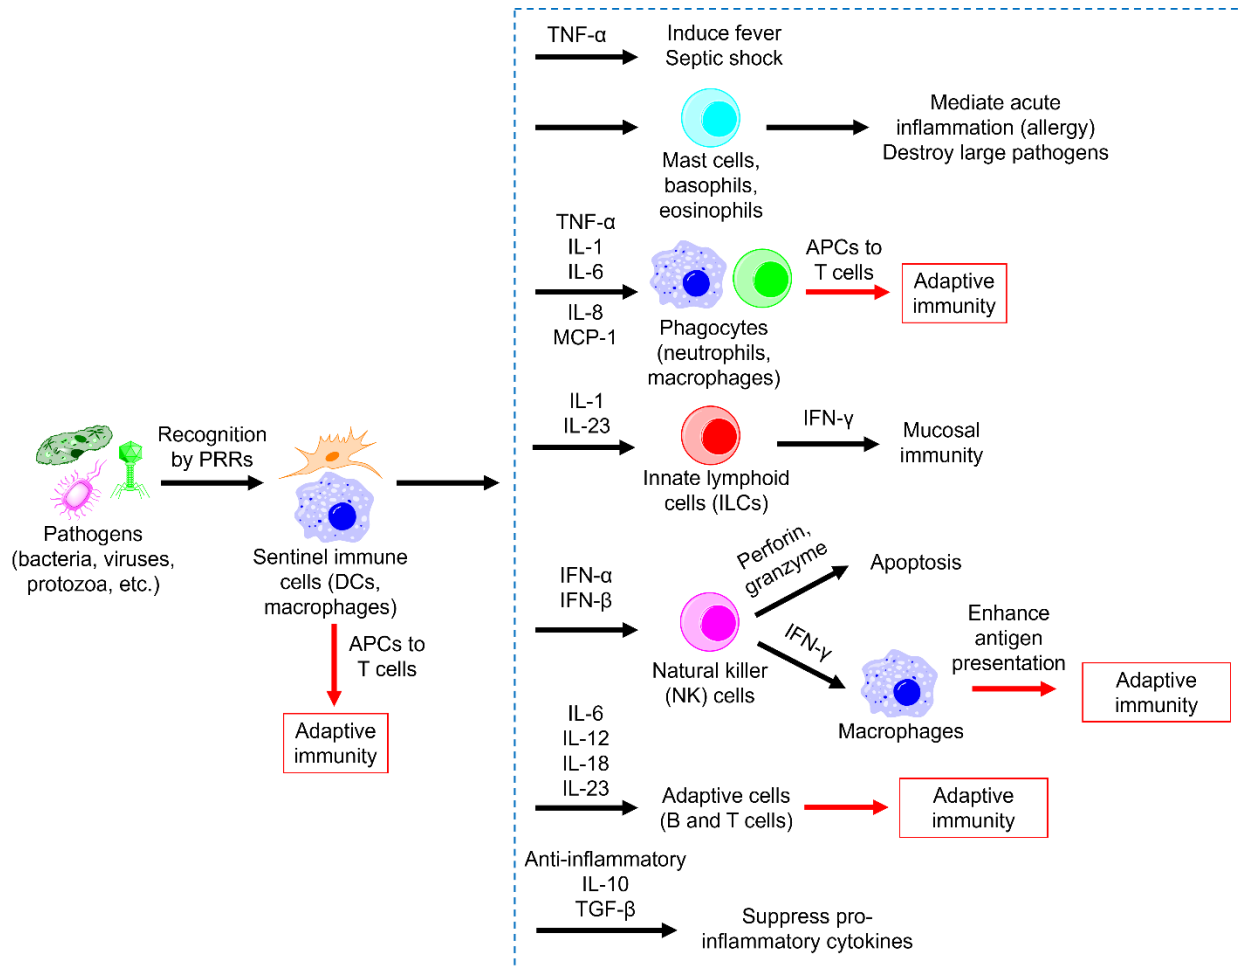 TNF-α
Induce fever
Septic shock
Mast cells,
basophils,
eosinophils
Mediate acute
inflammation (allergy)
Destroy large pathogens
TNF-α
IL-1
IL-6
IL-8
MCP-1
Phagocytes
(neutrophils,
macrophages)
APCs to
T cells
Adaptive
immunity
Pathogens
(bacteria, viruses,
protozoa, etc.)
Recognition
by PRRs
Sentinel immune
cells (DCs,
macrophages)
APCs to
T cells
Adaptive
immunity
IL-1
IL-23
Innate lymphoid
cells (ILCs)
IFN-γ
Mucosal
immunity
IFN-α
IFN-β
Natural killer
(NK) cells
Perforin,
granzyme
Apoptosis
IFN-γ
Macrophages
Enhance
antigen
presentation
Adaptive
immunity
IL-6
IL-12
IL-18
IL-23
Adaptive cells
(B and T cells)
Adaptive
immunity
Anti-inflammatory
IL-10
TGF-β
Suppress pro-
inflammatory cytokines